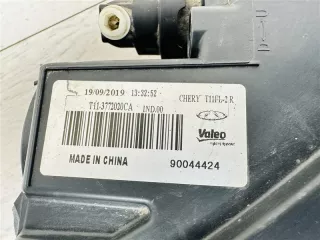 19/09/2019 13:32:52 CHERY T11FL-2 R
T11-3772020CA IND.00
Valeo
MADE IN CHINA 90044424